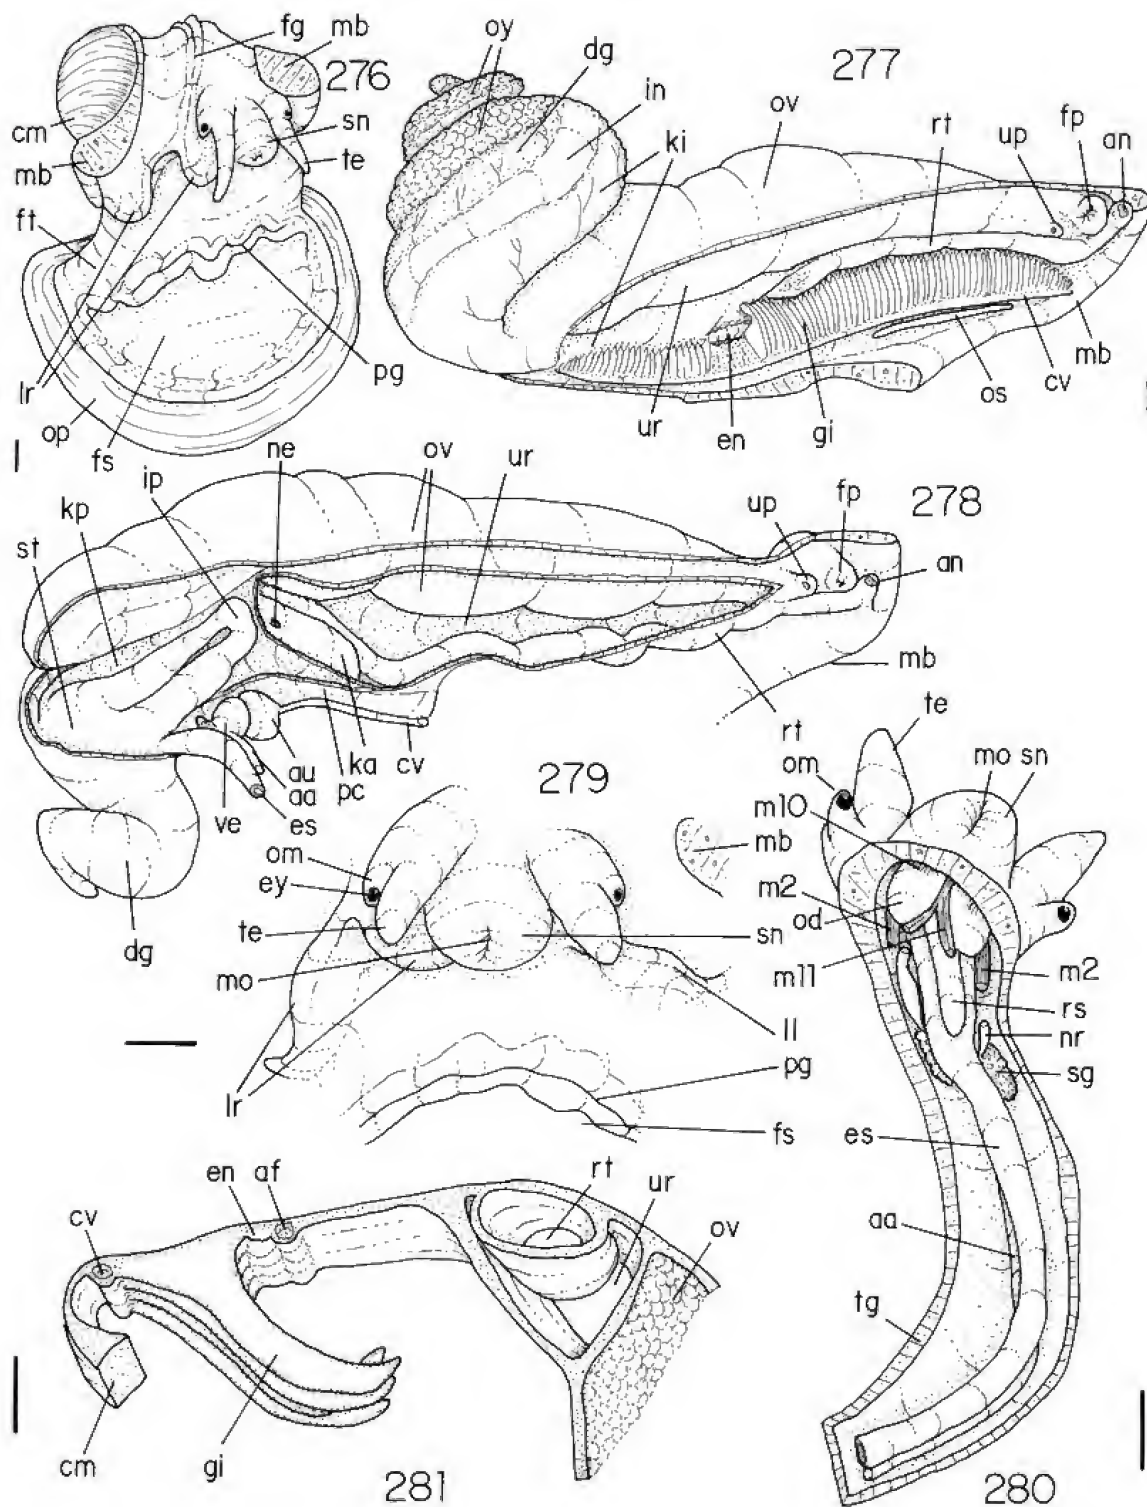 fg
mb
276
cm
sn
mb
te
ft
lr
op
fs
pg
oy
dg
in
ki
ov
277
rt
up
fp
an
ur
en
gi
os
cv
mb
ip
kp
st
ne
ov
ur
up
fp
278
an
mb
rt
dg
ve
au
aa
es
pc
ka
cv
279
om
ey
te
mo
mb
sn
ll
lr
pg
fs
te
om
mo sn
m10
m2
od
m11
m2
rs
nr
sg
es
aa
tg
280
en
af
cv
rt
ur
ov
cm
gi
281